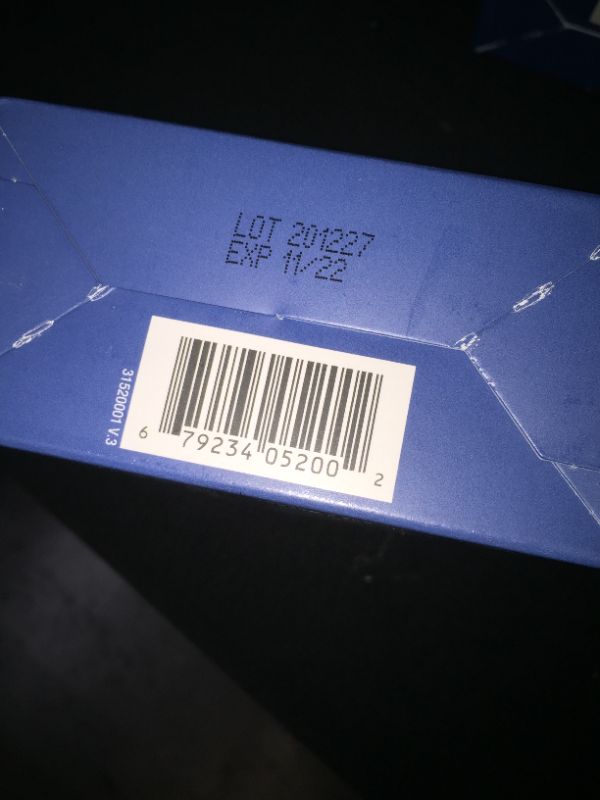 LOT 201227
EXP 11/22
31520001 V.3
6 79234 05200 2